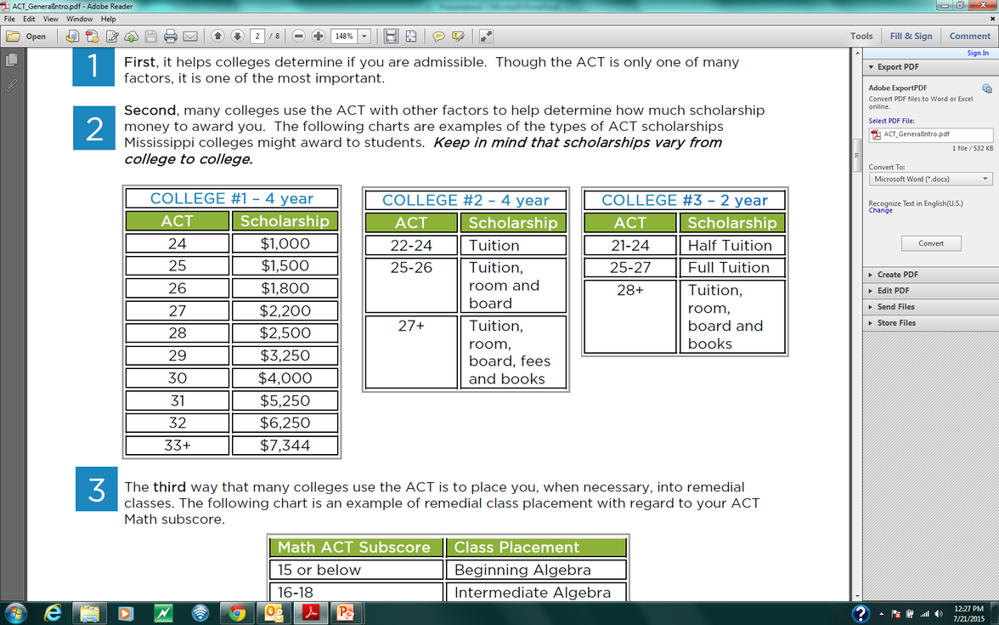 ACT_GeneralIntro.pdf - Adobe Reader
File Edit View Window Help
Open 2 / 8 148% Tools Fill & Sign Comment
Sign In
Export PDF
Adobe ExportPDF
Convert PDF files to Word or Excel
online.
Select PDF File:
ACT_GeneralIntro.pdf
1 file / 532 KB
Convert To:
Microsoft Word (*.docx)
Recognize Text in English(U.S.)
Change
Convert
Create PDF
Edit PDF
Send Files
Store Files
1
First, it helps colleges determine if you are admissible. Though the ACT is only one of many
factors, it is one of the most important.
2
Second, many colleges use the ACT with other factors to help determine how much scholarship
money to award you. The following charts are examples of the types of ACT scholarships
Mississippi colleges might award to students. Keep in mind that scholarships vary from
college to college.
COLLEGE #1 – 4 year
ACT Scholarship
24 $1,000
25 $1,500
26 $1,800
27 $2,200
28 $2,500
29 $3,250
30 $4,000
31 $5,250
32 $6,250
33+ $7,344
COLLEGE #2 – 4 year
ACT Scholarship
22-24 Tuition
25-26 Tuition,
room and
board
27+ Tuition,
room,
board, fees
and books
COLLEGE #3 – 2 year
ACT Scholarship
21-24 Half Tuition
25-27 Full Tuition
28+ Tuition,
room,
board and
books
3
The third way that many colleges use the ACT is to place you, when necessary, into remedial
classes. The following chart is an example of remedial class placement with regard to your ACT
Math subscore.
Math ACT Subscore Class Placement
15 or below Beginning Algebra
16-18 Intermediate Algebra
12:27 PM
7/21/2015